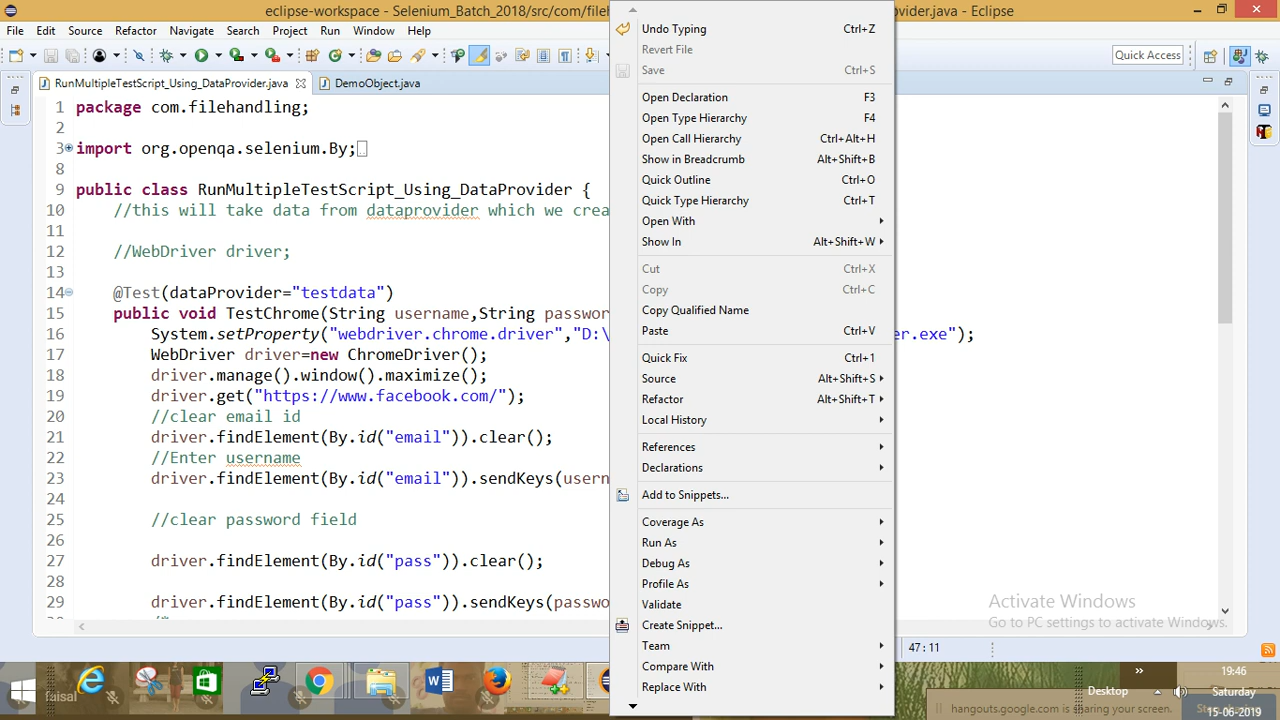 eclipse-workspace - Selenium_Batch_2018/src/com/fileh
vider.java - Eclipse
File Edit Source Refactor Navigate Search Project Run Window Help
Quick Access
RunMultipleTestScript_Using_DataProvider.java
DemoObject.java
1 package com.filehandling;
2
3 import org.openqa.selenium.By;
8
9 public class RunMultipleTestScript_Using_DataProvider {
10 //this will take data from dataprovider which we crea
11
12 //WebDriver driver;
13
14 @Test(dataProvider="testdata")
15 public void TestChrome(String username,String passwor
16 System.setProperty("webdriver.chrome.driver","D:\ er.exe");
17 WebDriver driver=new ChromeDriver();
18 driver.manage().window().maximize();
19 driver.get("https://www.facebook.com/");
20 //clear email id
21 driver.findElement(By.id("email")).clear();
22 //Enter username
23 driver.findElement(By.id("email")).sendKeys(usern
24
25 //clear password field
26
27 driver.findElement(By.id("pass")).clear();
28
29 driver.findElement(By.id("pass")).sendKeys(passwo
Undo Typing Ctrl+Z
Revert File
Save Ctrl+S
Open Declaration F3
Open Type Hierarchy F4
Open Call Hierarchy Ctrl+Alt+H
Show in Breadcrumb Alt+Shift+B
Quick Outline Ctrl+O
Quick Type Hierarchy Ctrl+T
Open With
Show In Alt+Shift+W
Cut Ctrl+X
Copy Ctrl+C
Copy Qualified Name
Paste Ctrl+V
Quick Fix Ctrl+1
Source Alt+Shift+S
Refactor Alt+Shift+T
Local History
References
Declarations
Add to Snippets...
Coverage As
Run As
Debug As
Profile As
Validate
Create Snippet...
Team
Compare With
Replace With
Activate Windows
Go to PC settings to activate Windows.
47 : 11
faisal
Desktop
19:46
Saturday
15-06-2019
hangouts.google.com is sharing your screen.